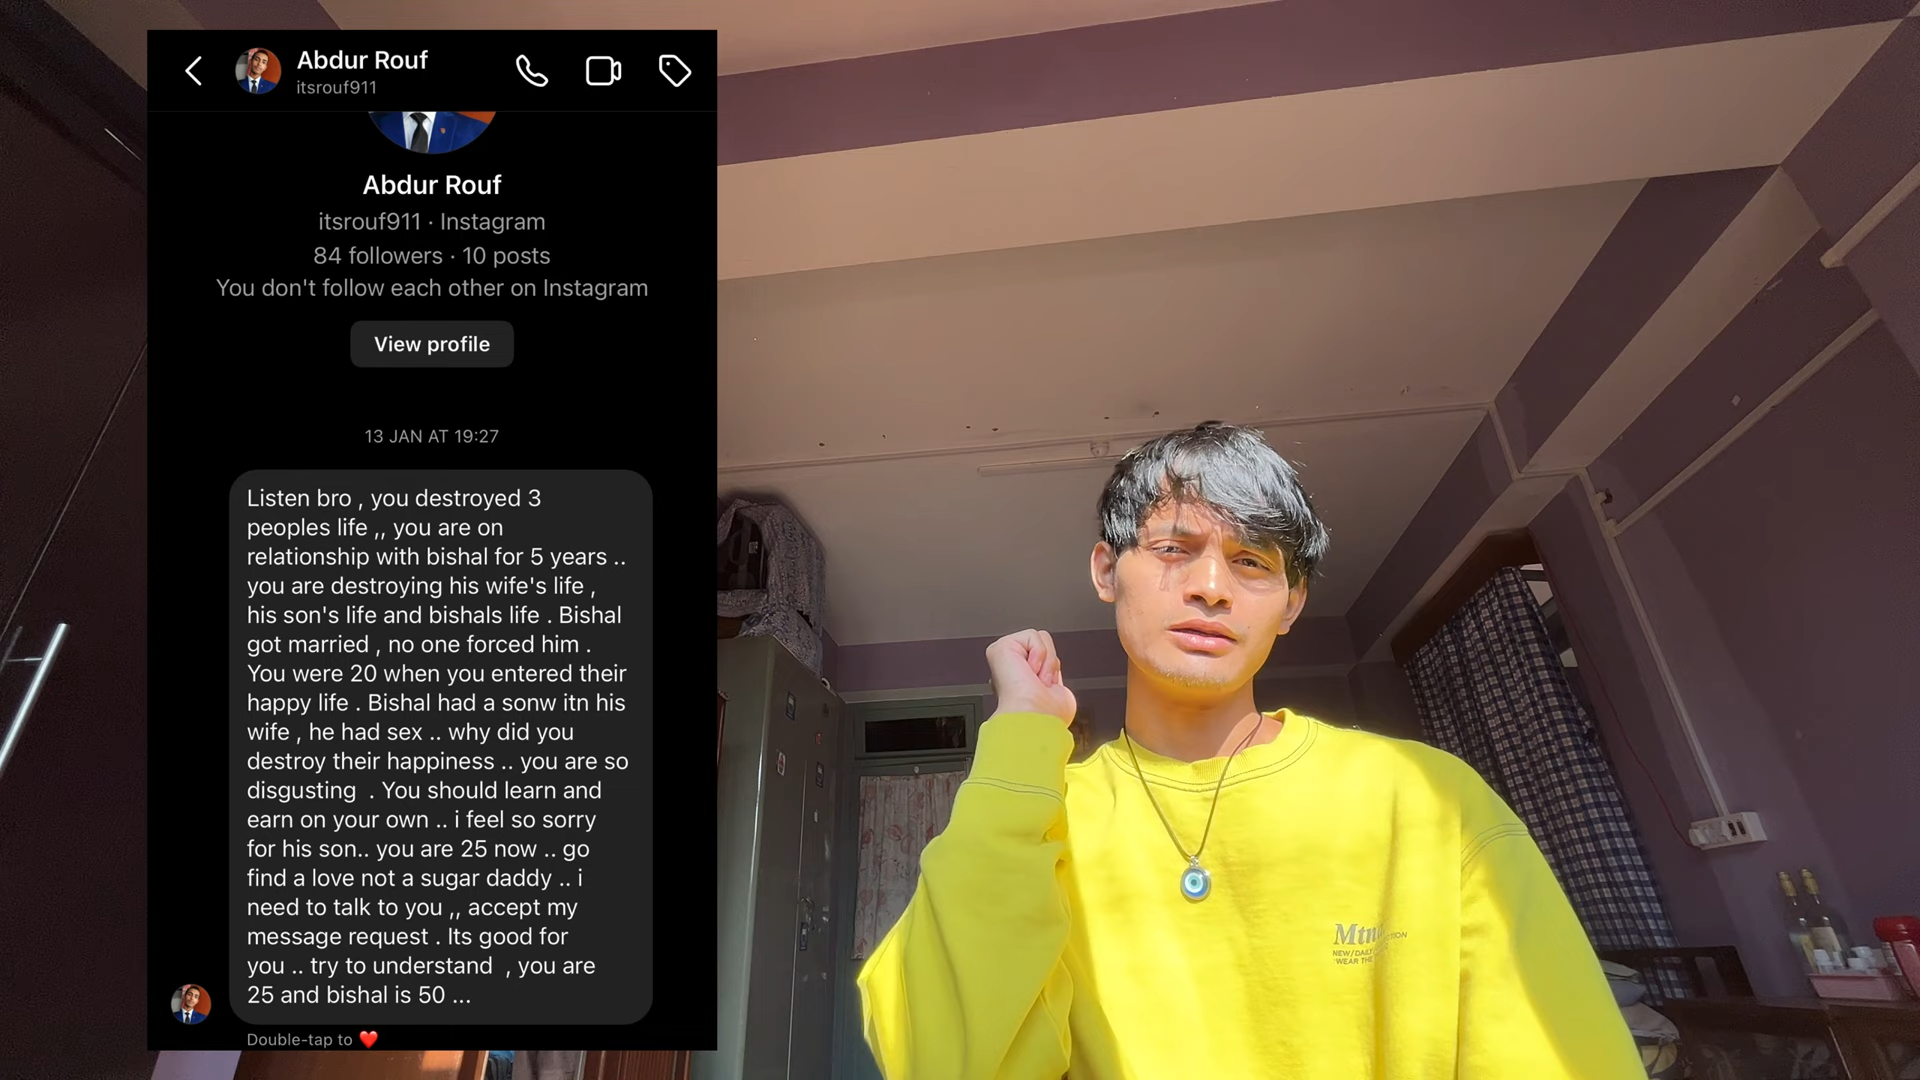 Abdur Rouf
itsrouf911
Abdur Rouf
itsrouf911 · Instagram
84 followers · 10 posts
You don't follow each other on Instagram
View profile
13 JAN AT 19:27
Listen bro , you destroyed 3
peoples life ,, you are on
relationship with bishal for 5 years ..
you are destroying his wife's life ,
his son's life and bishals life . Bishal
got married , no one forced him .
You were 20 when you entered their
happy life . Bishal had a sonw itn his
wife , he had sex .. why did you
destroy their happiness .. you are so
disgusting  . You should learn and
earn on your own .. i feel so sorry
for his son.. you are 25 now .. go
find a love not a sugar daddy .. i
need to talk to you ,, accept my
message request . Its good for
you .. try to understand  , you are
25 and bishal is 50 ...
Double-tap to ❤️
NEW/DAIL
WEAR THE